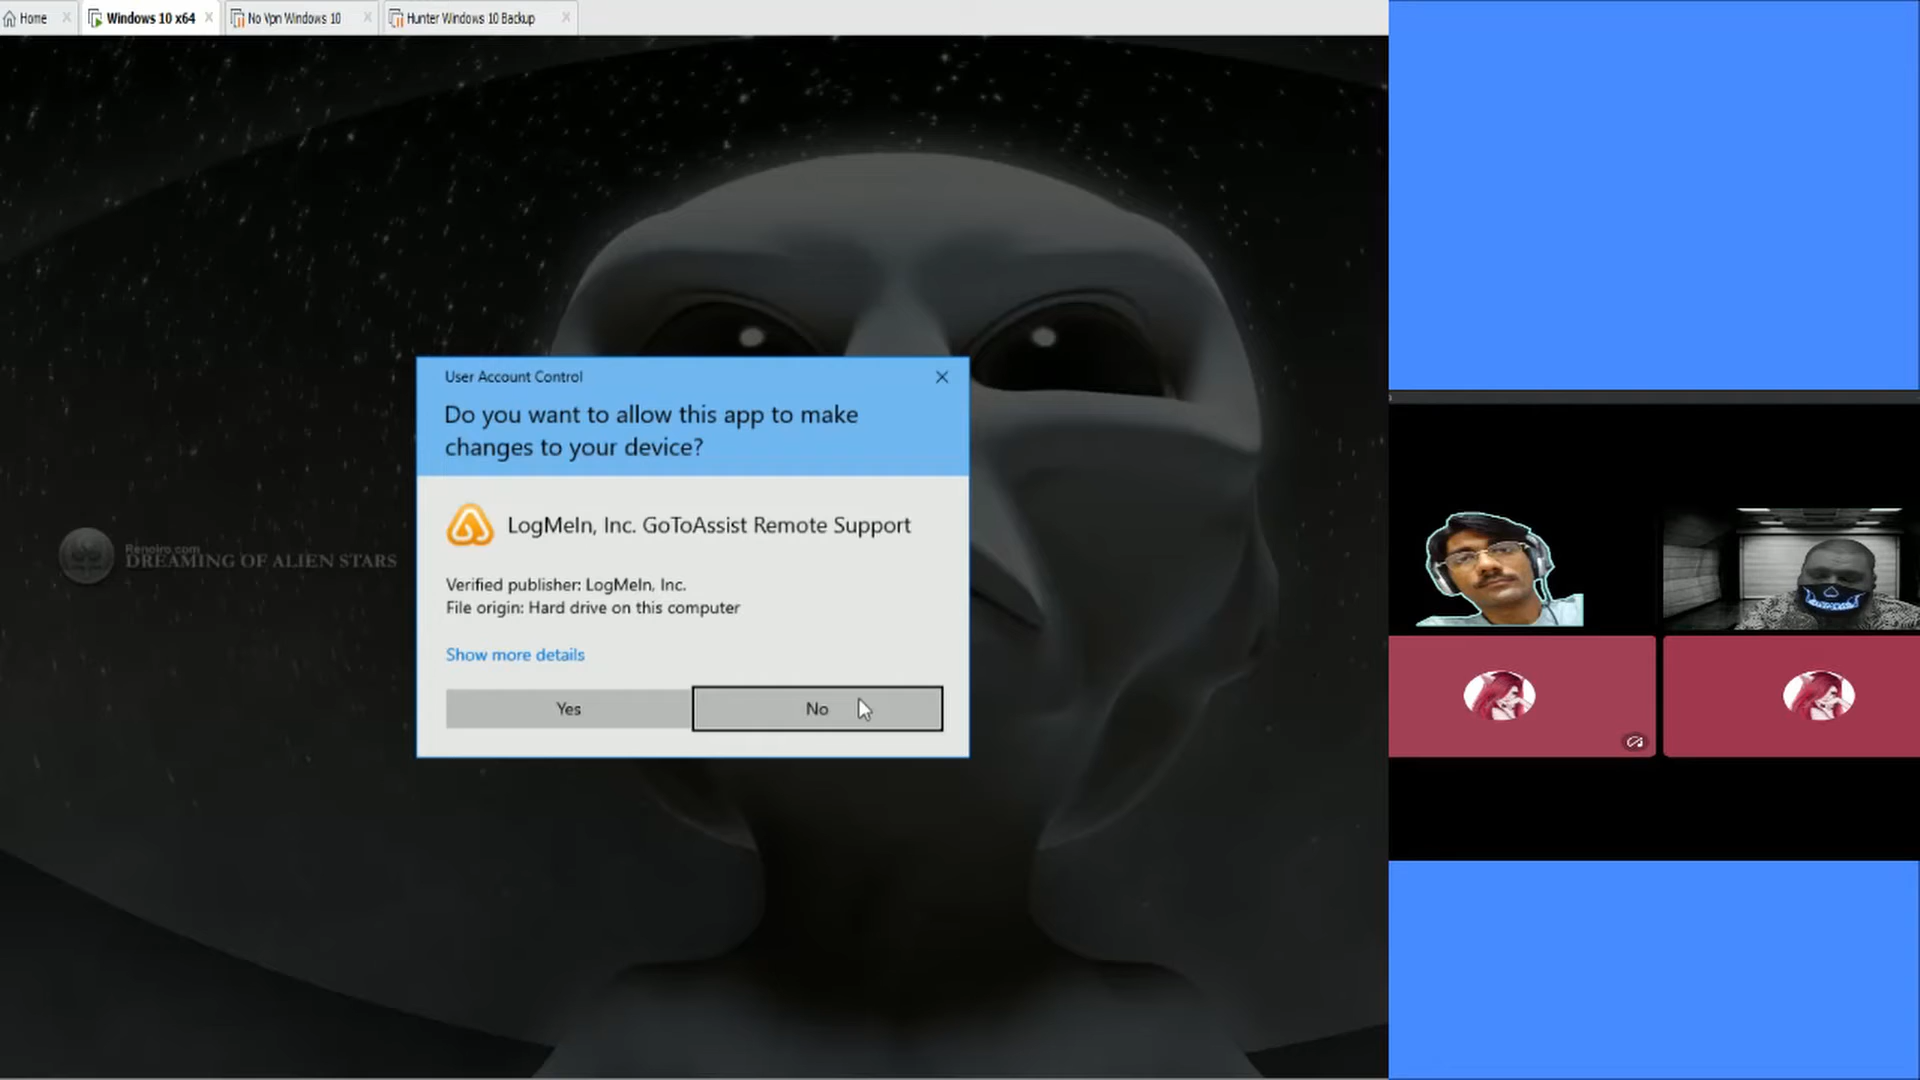 Home
Windows 10 x64
No Vpn Windows 10
Hunter Windows 10 Backup
User Account Control
Do you want to allow this app to make
changes to your device?
LogMeIn, Inc. GoToAssist Remote Support
Verified publisher: LogMeIn, Inc.
File origin: Hard drive on this computer
Show more details
Yes
No
Renoiro.com
DREAMING OF ALIEN STARS